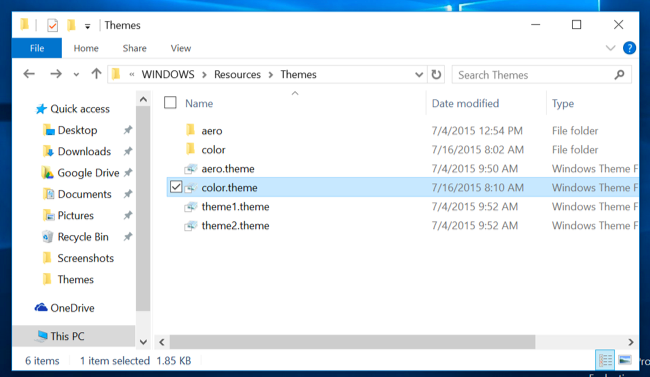 Themes
File Home Share View
« WINDOWS > Resources > Themes Search Themes
Quick access
Desktop
Downloads
Google Drive
Documents
Pictures
Recycle Bin
Screenshots
Themes
OneDrive
This PC
Name Date modified Type
aero 7/4/2015 12:54 PM File folder
color 7/16/2015 8:02 AM File folder
aero.theme 7/4/2015 9:50 AM Windows Theme F
color.theme 7/16/2015 8:10 AM Windows Theme F
theme1.theme 7/4/2015 9:52 AM Windows Theme F
theme2.theme 7/4/2015 9:52 AM Windows Theme F
6 items 1 item selected 1.85 KB
Pro